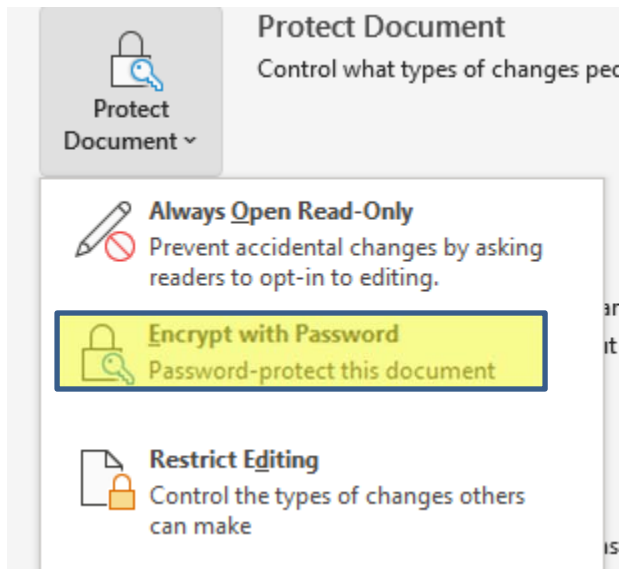 Protect Document
Control what types of changes
Protect
Document
Always Open Read-Only
Prevent accidental changes by asking
readers to opt-in to editing.
Encrypt with Password
Password-protect this document
Restrict Editing
Control the types of changes others
can make